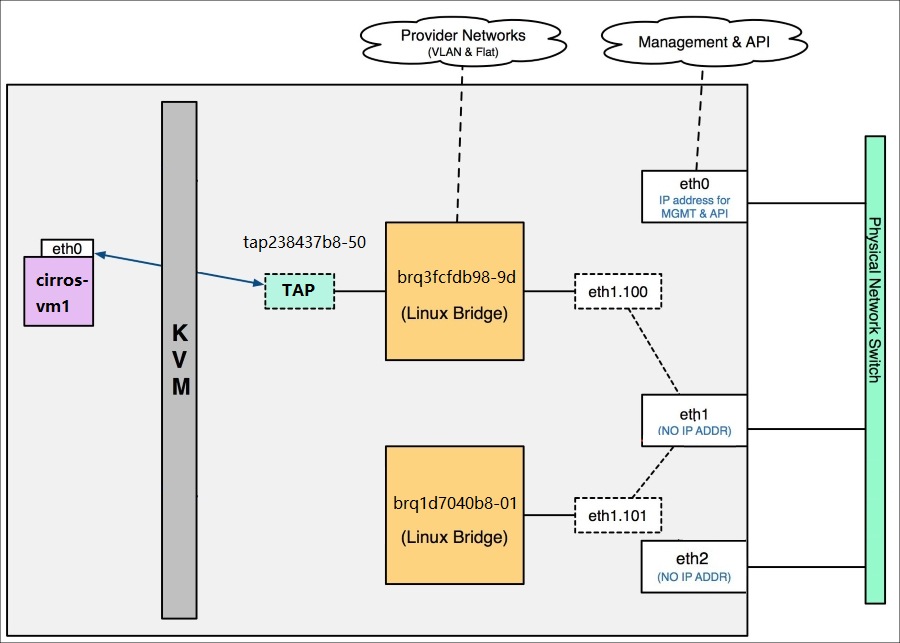 Provider Networks
(VLAN & Flat)
Management & API
eth0
IP address for
MGMT & API
tap238437b8-50
eth0
cirros-
vm1
TAP
brq3fcfdb98-9d
(Linux Bridge)
eth1.100
K
V
M
Physical Network Switch
eth1
(NO IP ADDR)
brq1d7040b8-01
(Linux Bridge)
eth1.101
eth2
(NO IP ADDR)